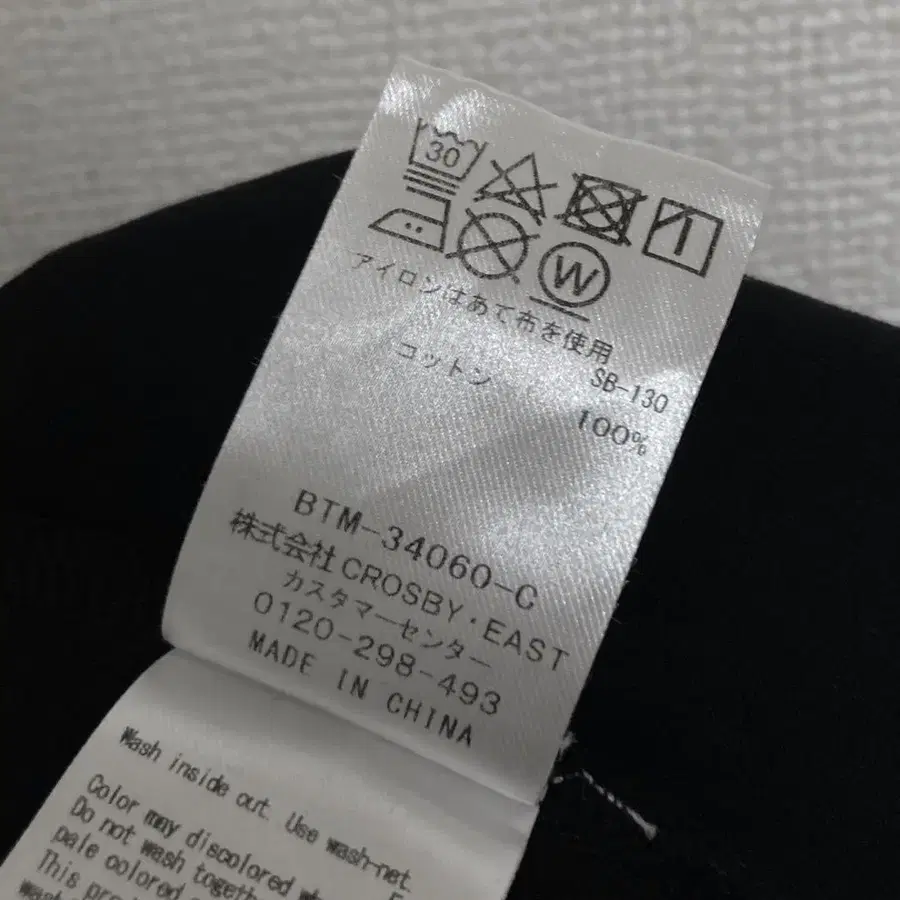 30
W
アイロンはあて布を使用
SB-130
コットン 100%
BTM-34060-C
株式会社CROSBY・EAST
カスタマーセンター
0120-298-493
MADE IN CHINA
Wash inside out. Use wash-net.
Color may discolored
Do not wash
pale colored
This